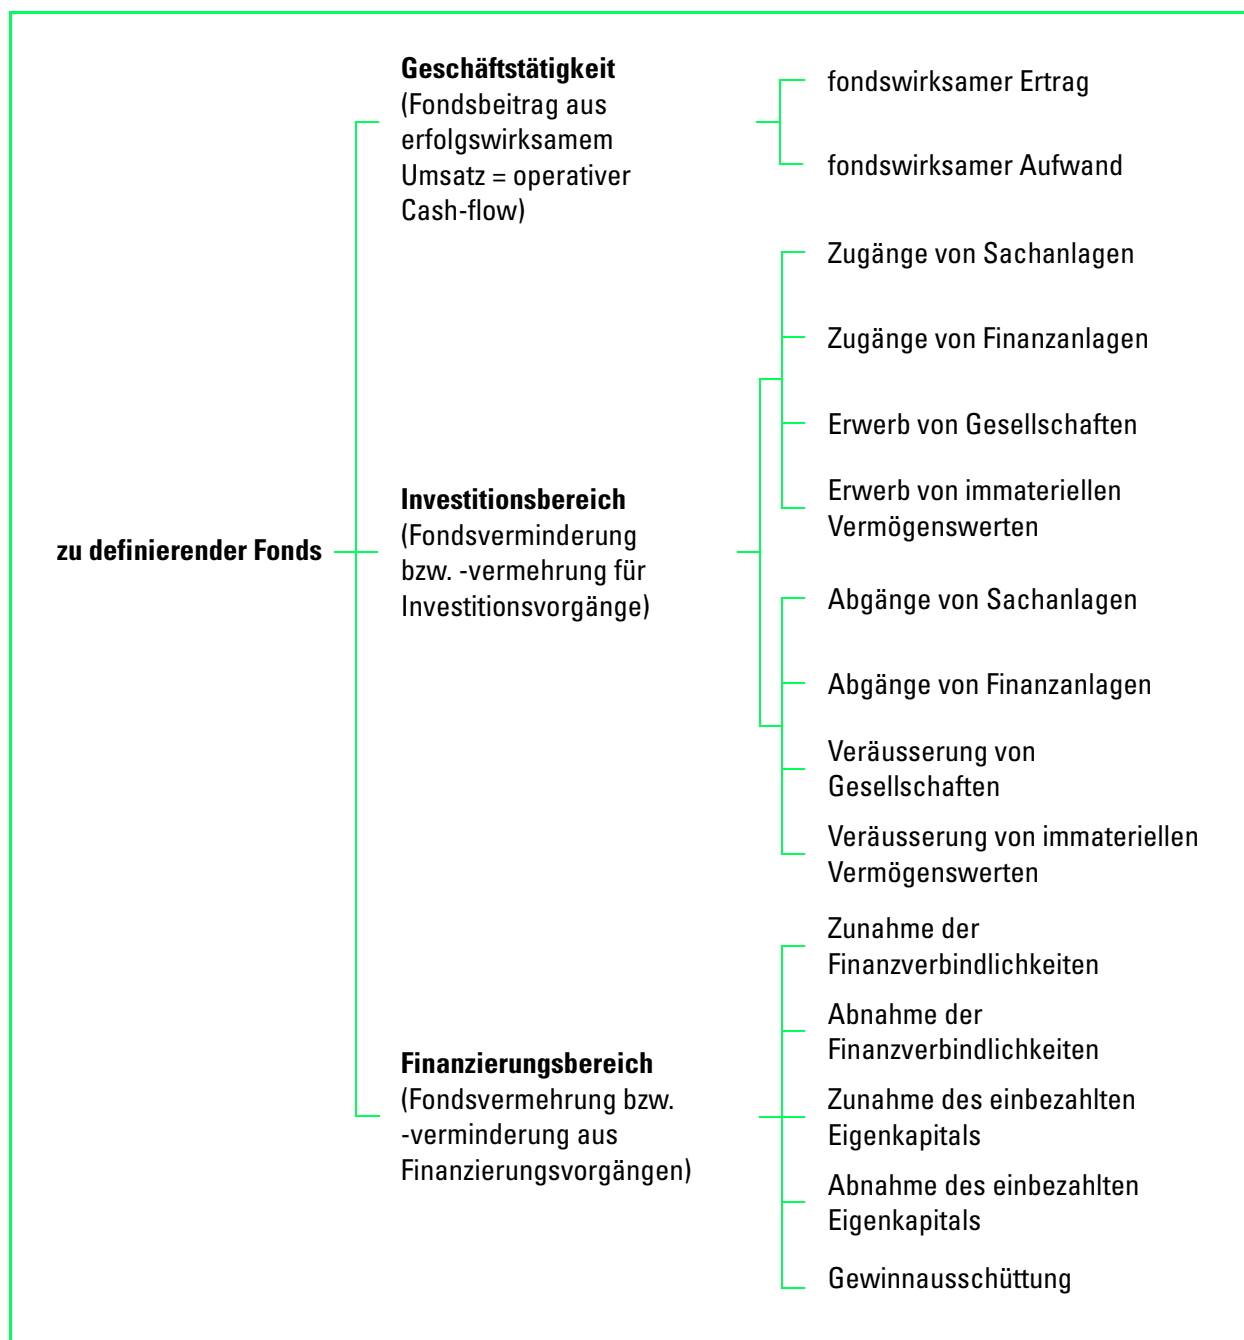 zu definierender Fonds
Geschäftstätigkeit
(Fondsbeitrag aus
erfolgswirksamem
Umsatz = operativer
Cash-flow)
fondswirksamer Ertrag
fondswirksamer Aufwand
Investitionsbereich
(Fondsverminderung
bzw. -vermehrung für
Investitionsvorgänge)
Zugänge von Sachanlagen
Zugänge von Finanzanlagen
Erwerb von Gesellschaften
Erwerb von immateriellen
Vermögenswerten
Abgänge von Sachanlagen
Abgänge von Finanzanlagen
Veräusserung von
Gesellschaften
Veräusserung von immateriellen
Vermögenswerten
Finanzierungsbereich
(Fondsvermehrung bzw.
-verminderung aus
Finanzierungsvorgängen)
Zunahme der
Finanzverbindlichkeiten
Abnahme der
Finanzverbindlichkeiten
Zunahme des einbezahlten
Eigenkapitals
Abnahme des einbezahlten
Eigenkapitals
Gewinnausschüttung